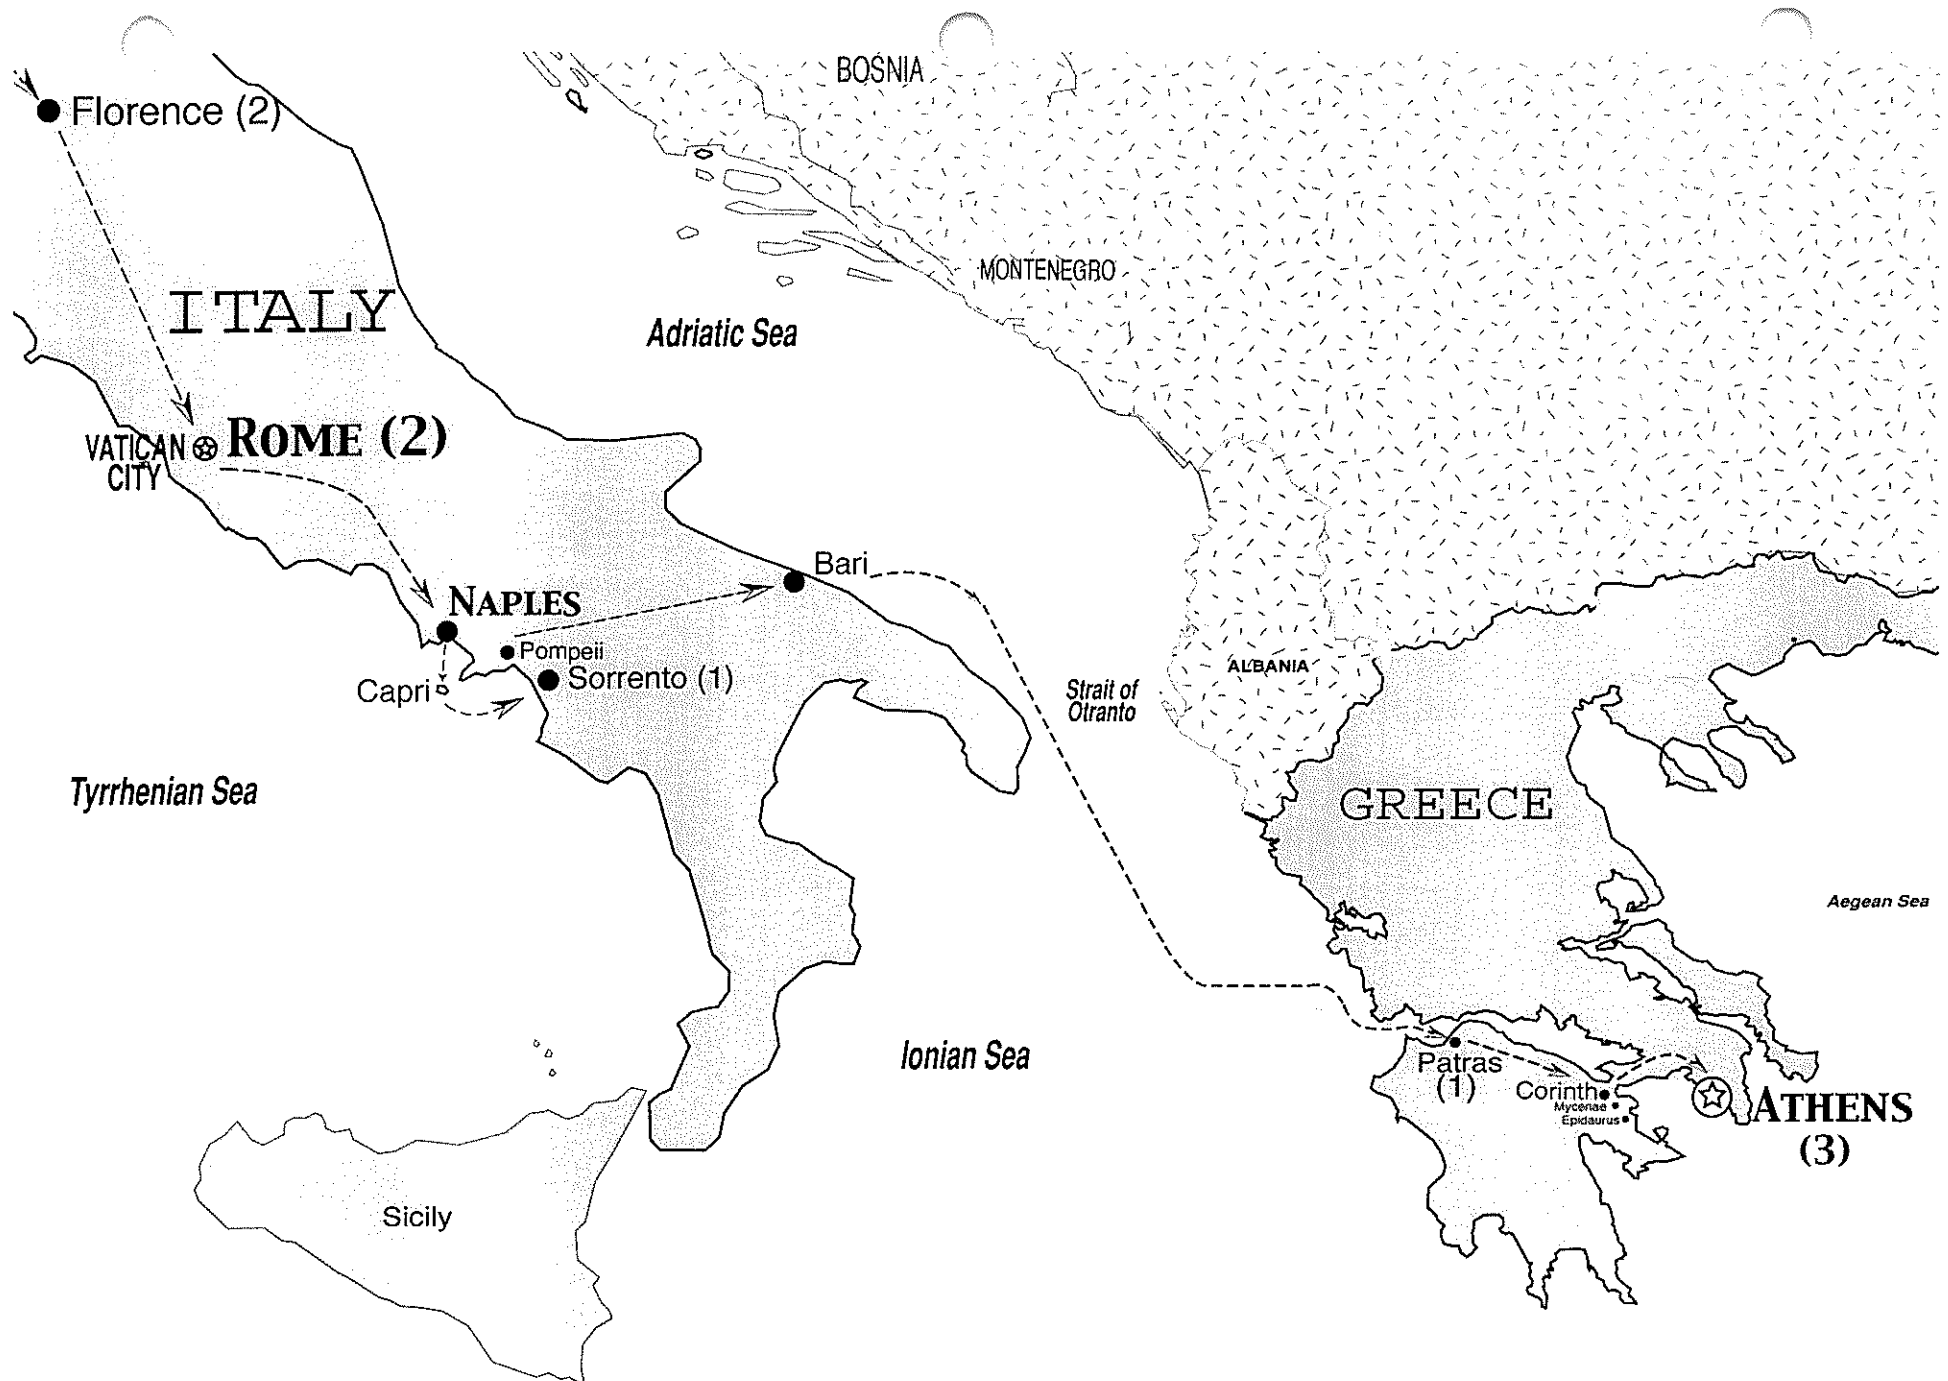 BOSNIA
Florence (2)
MONTENEGRO
ITALY
Adriatic Sea
VATICAN
CITY
ROME (2)
Bari
NAPLES
Pompeii
Sorrento (1)
Capri
ALBANIA
Strait of
Otranto
Tyrrhenian Sea
GREECE
Aegean Sea
Ionian Sea
Patras
(1)
Corinth
Mycenae
Epidaurus
ATHENS
(3)
Sicily